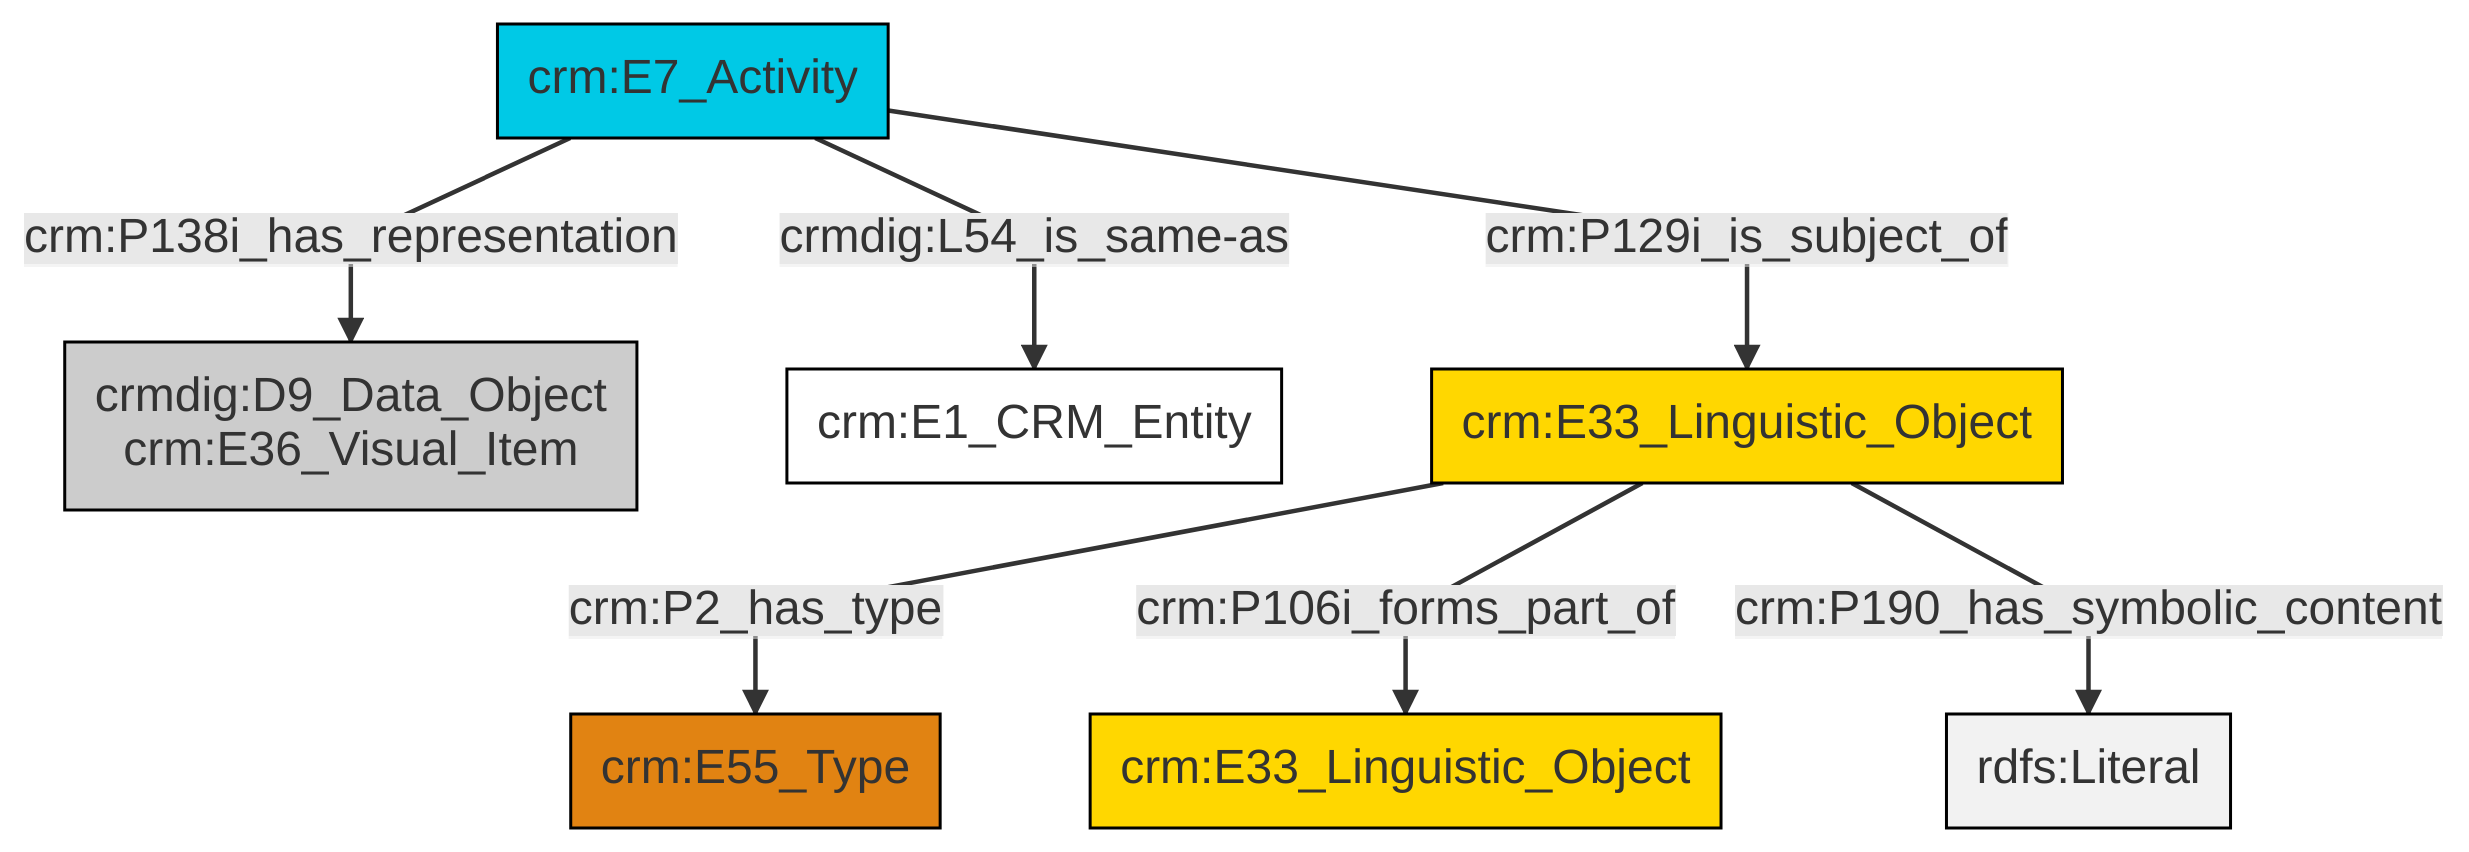 crm:E7_Activity
crm:P138i_has_representation
crmdig:L54_is_same-as
crm:P129i_is_subject_of
crmdig:D9_Data_Object
crm:E36_Visual_Item
crm:E1_CRM_Entity
crm:E33_Linguistic_Object
crm:P2_has_type
crm:P106i_forms_part_of
crm:P190_has_symbolic_content
crm:E55_Type
crm:E33_Linguistic_Object
rdfs:Literal